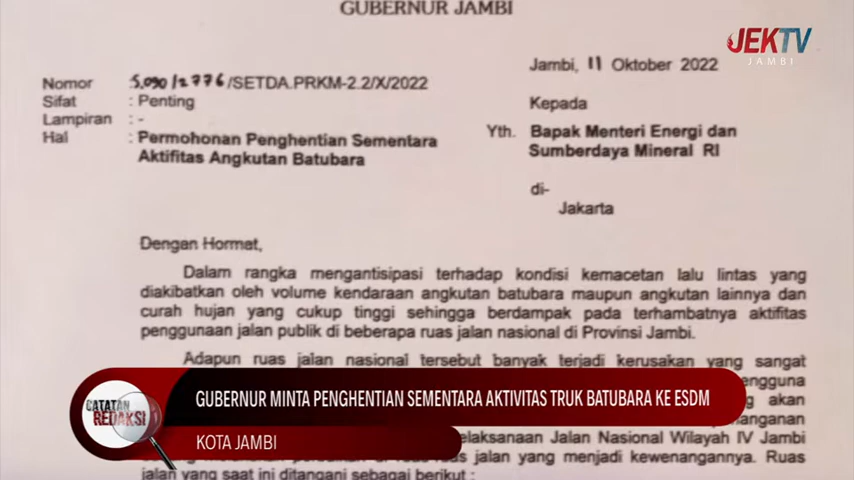 GUBERNUR JAMBI
JEKTV
JAMBI
Jambi, 11 Oktober 2022
Nomor : 5.090/2776/SETDA.PRKM-2.2/X/2022
Sifat : Penting
Lampiran : -
Hal : Permohonan Penghentian Sementara
Aktifitas Angkutan Batubara
Kepada
Yth. Bapak Menteri Energi dan
Sumberdaya Mineral RI
di-
Jakarta
Dengan Hormat,
Dalam rangka mengantisipasi terhadap kondisi kemacetan lalu lintas yang
diakibatkan oleh volume kendaraan angkutan batubara maupun angkutan lainnya dan
curah hujan yang cukup tinggi sehingga berdampak pada terhambatnya aktifitas
penggunaan jalan publik di beberapa ruas jalan nasional di Provinsi Jambi.
Adapun ruas jalan nasional tersebut banyak terjadi kerusakan yang sangat
akan
elaksanaan Jalan Nasional Wilayah IV Jambi
ruas jalan yang menjadi kewenangannya. Ruas
jalan yang saat ini ditangani sebagai berikut :
CATATAN
REDAKSI
GUBERNUR MINTA PENGHENTIAN SEMENTARA AKTIVITAS TRUK BATUBARA KE ESDM
KOTA JAMBI